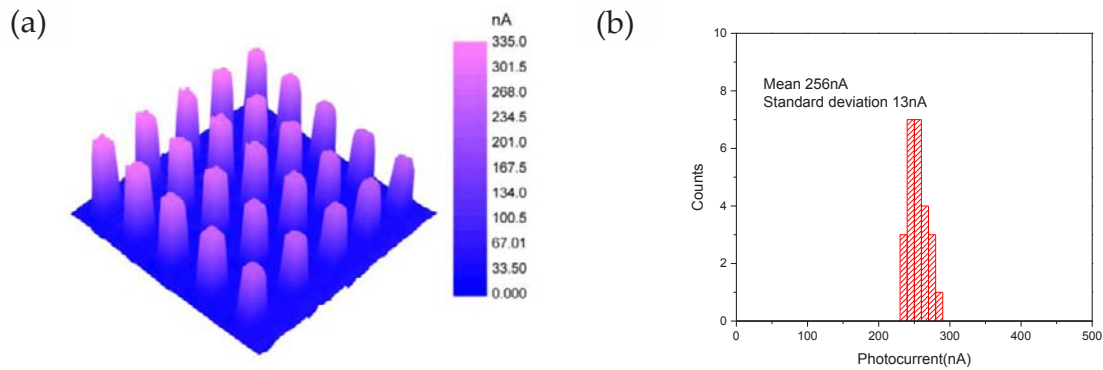 (a)
nA
335.0
301.5
268.0
234.5
201.0
167.5
134.0
100.5
67.01
33.50
0.000
(b)
Mean 256nA
Standard deviation 13nA
Counts
10
8
6
4
2
0
0 100 200 300 400 500
Photocurrent(nA)